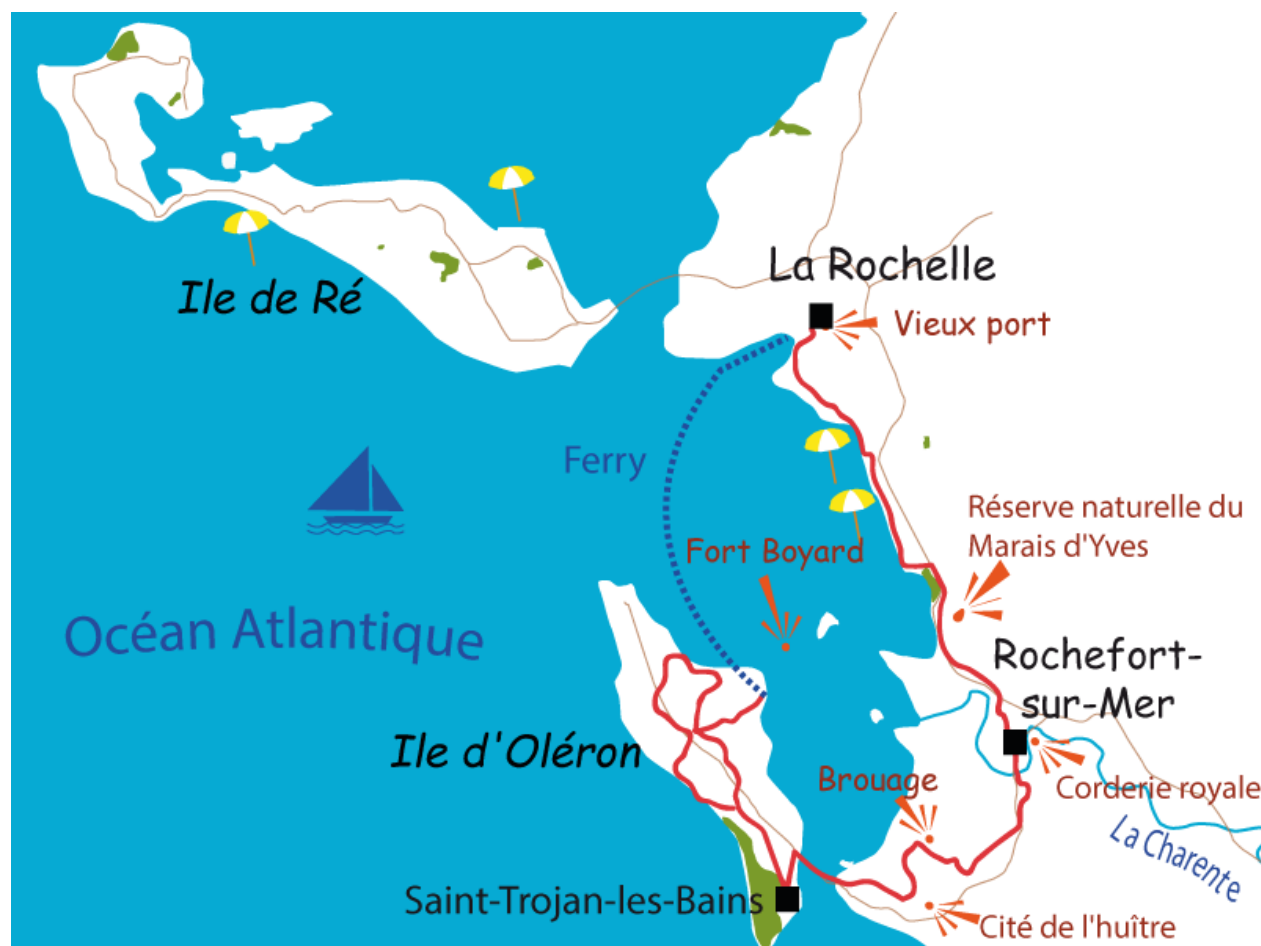 La Rochelle
Ile de Ré
Vieux port
Ferry
Réserve naturelle du
Marais d'Yves
Fort Boyard
Océan Atlantique
Rochefort-
sur-Mer
Ile d'Oléron
Brouage
Corderie royale
La Charente
Saint-Trojan-les-Bains
Cité de l'huître